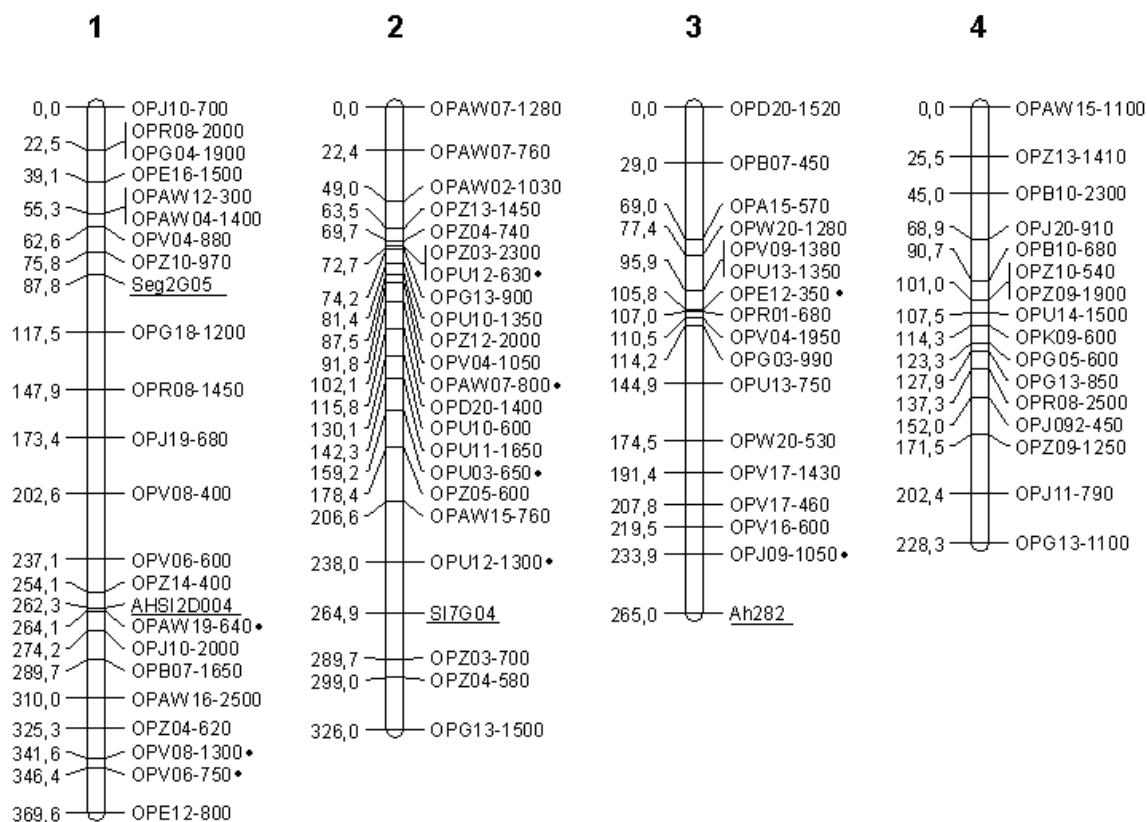 1
0,0 OPJ10-700
22,5 OPR08-2000
OPG04-1900
39,1 OPE16-1500
55,3 OPAW12-300
OPAW04-1400
62,6 OPV04-880
75,8 OPZ10-970
87,8 Seg2G05
117,5 OPG18-1200
147,9 OPR08-1450
173,4 OPJ19-680
202,6 OPV08-400
237,1 OPV06-600
254,1 OPZ14-400
262,3 AHSI2D004
264,1 OPAW19-640•
274,2 OPJ10-2000
289,7 OPB07-1650
310,0 OPAW16-2500
325,3 OPZ04-620
341,6 OPV08-1300•
346,4 OPV06-750•
369,6 OPE12-800
2
0,0 OPAW07-1280
22,4 OPAW07-760
49,0 OPAW02-1030
63,5 OPZ13-1450
69,7 OPZ04-740
72,7 OPZ03-2300
OPU12-630•
74,2 OPG13-900
81,4 OPU10-1350
87,5 OPZ12-2000
91,8 OPV04-1050
102,1 OPAW07-800•
115,8 OPD20-1400
130,1 OPU10-600
142,3 OPU11-1650
159,2 OPU03-650•
178,4 OPZ05-600
206,6 OPAW15-760
238,0 OPU12-1300•
264,9 SI7G04
289,7 OPZ03-700
299,0 OPZ04-580
326,0 OPG13-1500
3
0,0 OPD20-1520
29,0 OPB07-450
69,0 OPA15-570
77,4 OPW20-1280
95,9 OPV09-1380
OPU13-1350
105,8 OPE12-350•
107,0 OPR01-680
110,5 OPV04-1950
114,2 OPG03-990
144,9 OPU13-750
174,5 OPW20-530
191,4 OPV17-1430
207,8 OPV17-460
219,5 OPV16-600
233,9 OPJ09-1050•
265,0 Ah282
4
0,0 OPAW15-1100
25,5 OPZ13-1410
45,0 OPB10-2300
68,9 OPJ20-910
90,7 OPB10-680
101,0 OPZ10-540
OPZ09-1900
107,5 OPU14-1500
114,3 OPK09-600
123,3 OPG05-600
127,9 OPG13-850
137,3 OPR08-2500
152,0 OPJ092-450
171,5 OPZ09-1250
202,4 OPJ11-790
228,3 OPG13-1100